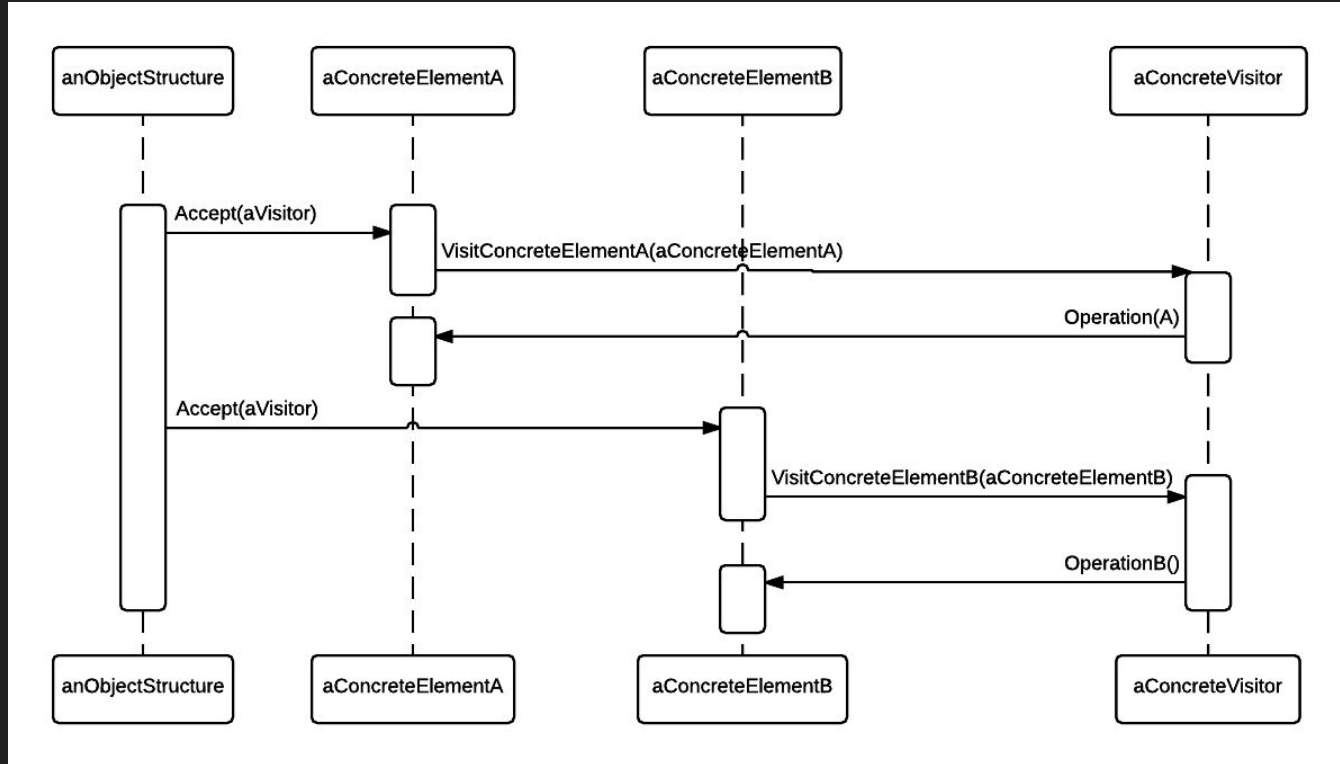 anObjectStructure
aConcreteElementA
aConcreteElementB
aConcreteVisitor
Accept(aVisitor)
VisitConcreteElementA(aConcreteElementA)
Operation(A)
Accept(aVisitor)
VisitConcreteElementB(aConcreteElementB)
OperationB()
anObjectStructure
aConcreteElementA
aConcreteElementB
aConcreteVisitor